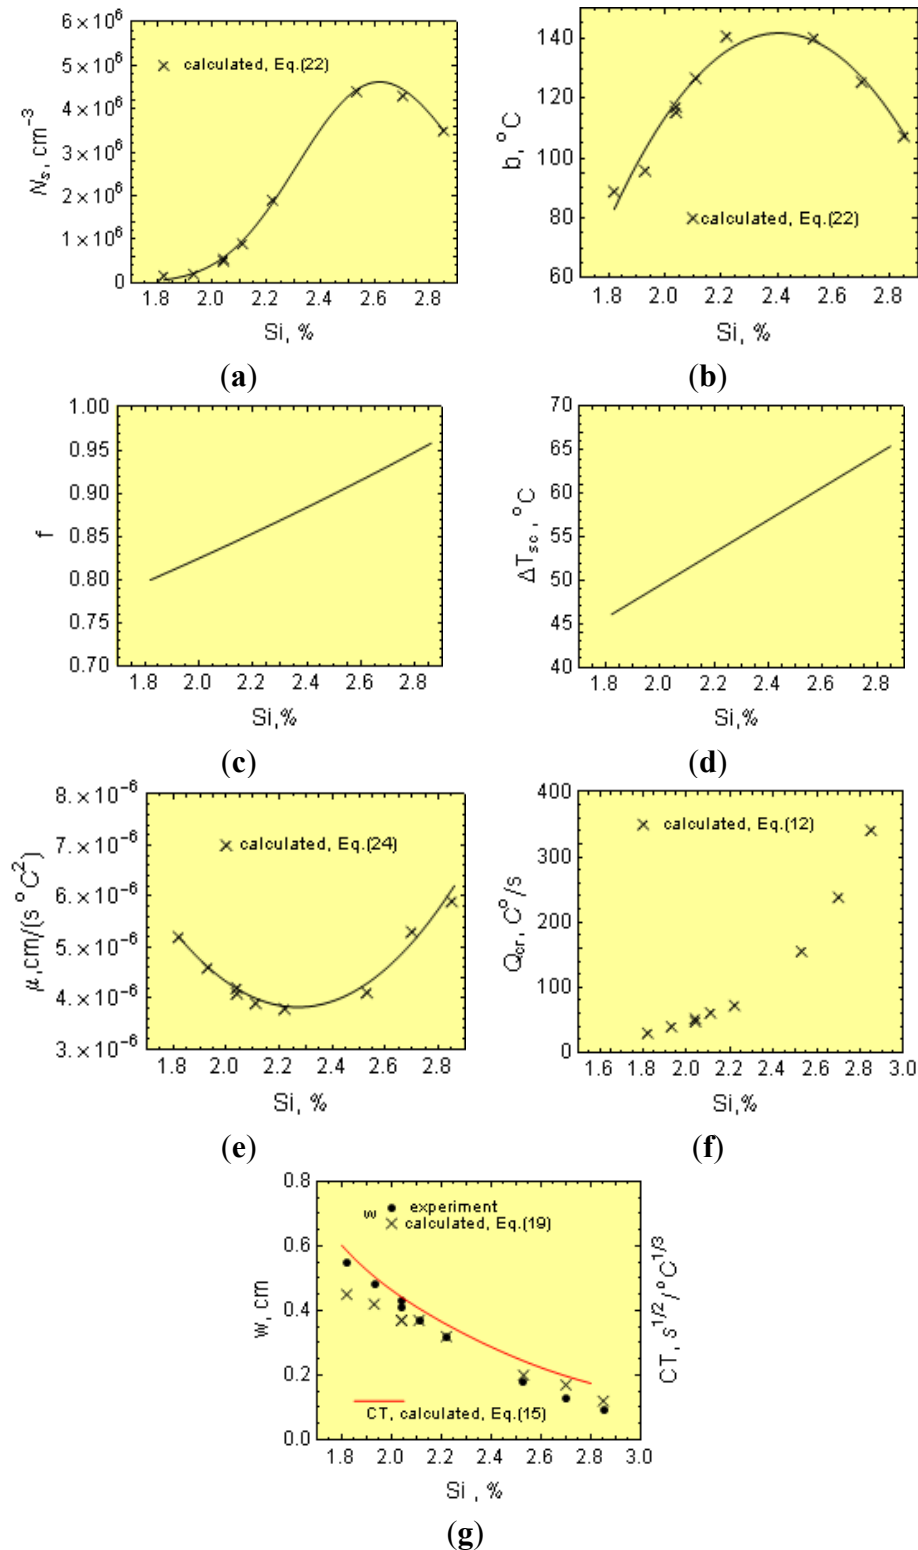 6×10⁶
5×10⁶
4×10⁶
3×10⁶
2×10⁶
1×10⁶
0
Nₛ, cm⁻³
× calculated, Eq.(22)
1.8 2.0 2.2 2.4 2.6 2.8
Si, %
(a)
140
120
100
80
60
b, °C
× calculated, Eq.(22)
1.8 2.0 2.2 2.4 2.6 2.8
Si, %
(b)
1.00
0.95
0.90
0.85
0.80
0.75
0.70
f
1.8 2.0 2.2 2.4 2.6 2.8
Si,%
(c)
70
65
60
55
50
45
40
ΔTsc, °C
1.8 2.0 2.2 2.4 2.6 2.8
Si,%
(d)
8×10⁻⁶
7×10⁻⁶
6×10⁻⁶
5×10⁻⁶
4×10⁻⁶
3×10⁻⁶
μ,cm/(s °C²)
× calculated, Eq.(24)
1.8 2.0 2.2 2.4 2.6 2.8
Si, %
(e)
400
300
200
100
0
Qcr, C°/s
× calculated, Eq.(12)
1.6 1.8 2.0 2.2 2.4 2.6 2.8 3.0
Si,%
(f)
0.8
0.6
0.4
0.2
0.0
w, cm
w ● experiment
× calculated, Eq.(19)
CT, calculated, Eq.(15)
CT, s¹/²/°C¹/³
1.8 2.0 2.2 2.4 2.6 2.8 3.0
Si , %
(g)